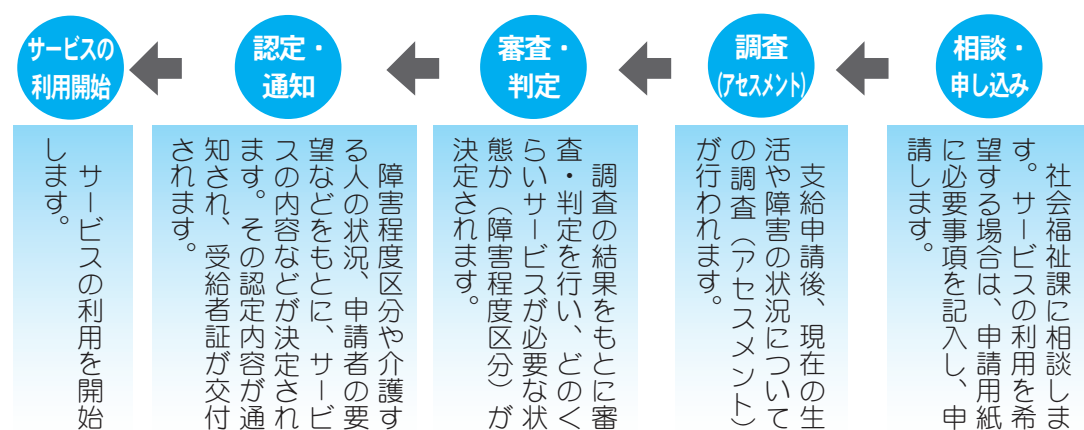 相談・
申し込み
社会福祉課に相談しま
す。サービスの利用を希
望する場合は、申請用紙
に必要事項を記入し、申
請します。
調査
(アセスメント)
支給申請後、現在の生
活や障害の状況について
の調査（アセスメント）
が行われます。
審査・
判定
調査の結果をもとに審
査・判定を行い、どのく
らいサービスが必要な状
態か（障害程度区分）が
決定されます。
認定・
通知
障害程度区分や介護す
る人の状況、申請者の要
望などをもとに、サービ
スの内容などが決定され
ます。その認定内容が通
知され、受給者証が交付
されます。
サービスの
利用開始
サービスの利用を開始
します。